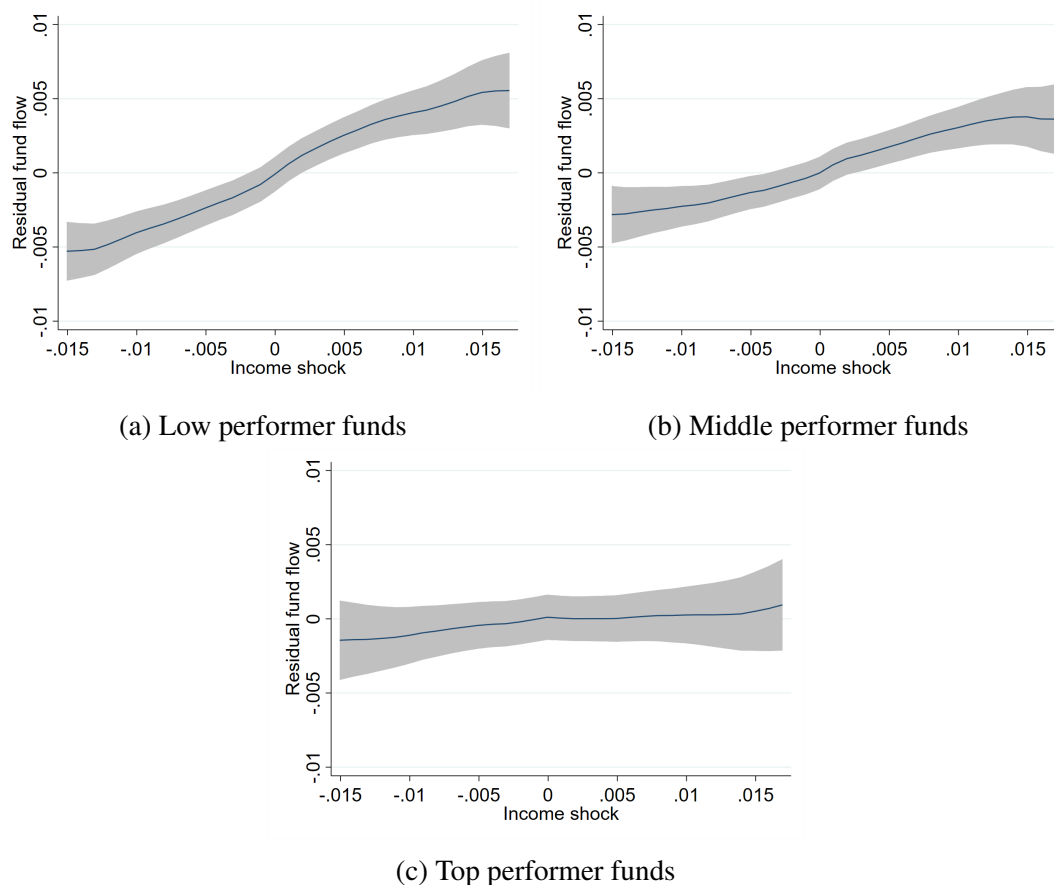 .01
.005
0
-.005
-.01
Residual fund flow
-.015 -.01 -.005 0 .005 .01 .015
Income shock
(a) Low performer funds
.01
.005
0
-.005
-.01
Residual fund flow
-.015 -.01 -.005 0 .005 .01 .015
Income shock
(b) Middle performer funds
.01
.005
0
-.005
-.01
Residual fund flow
-.015 -.01 -.005 0 .005 .01 .015
Income shock
(c) Top performer funds